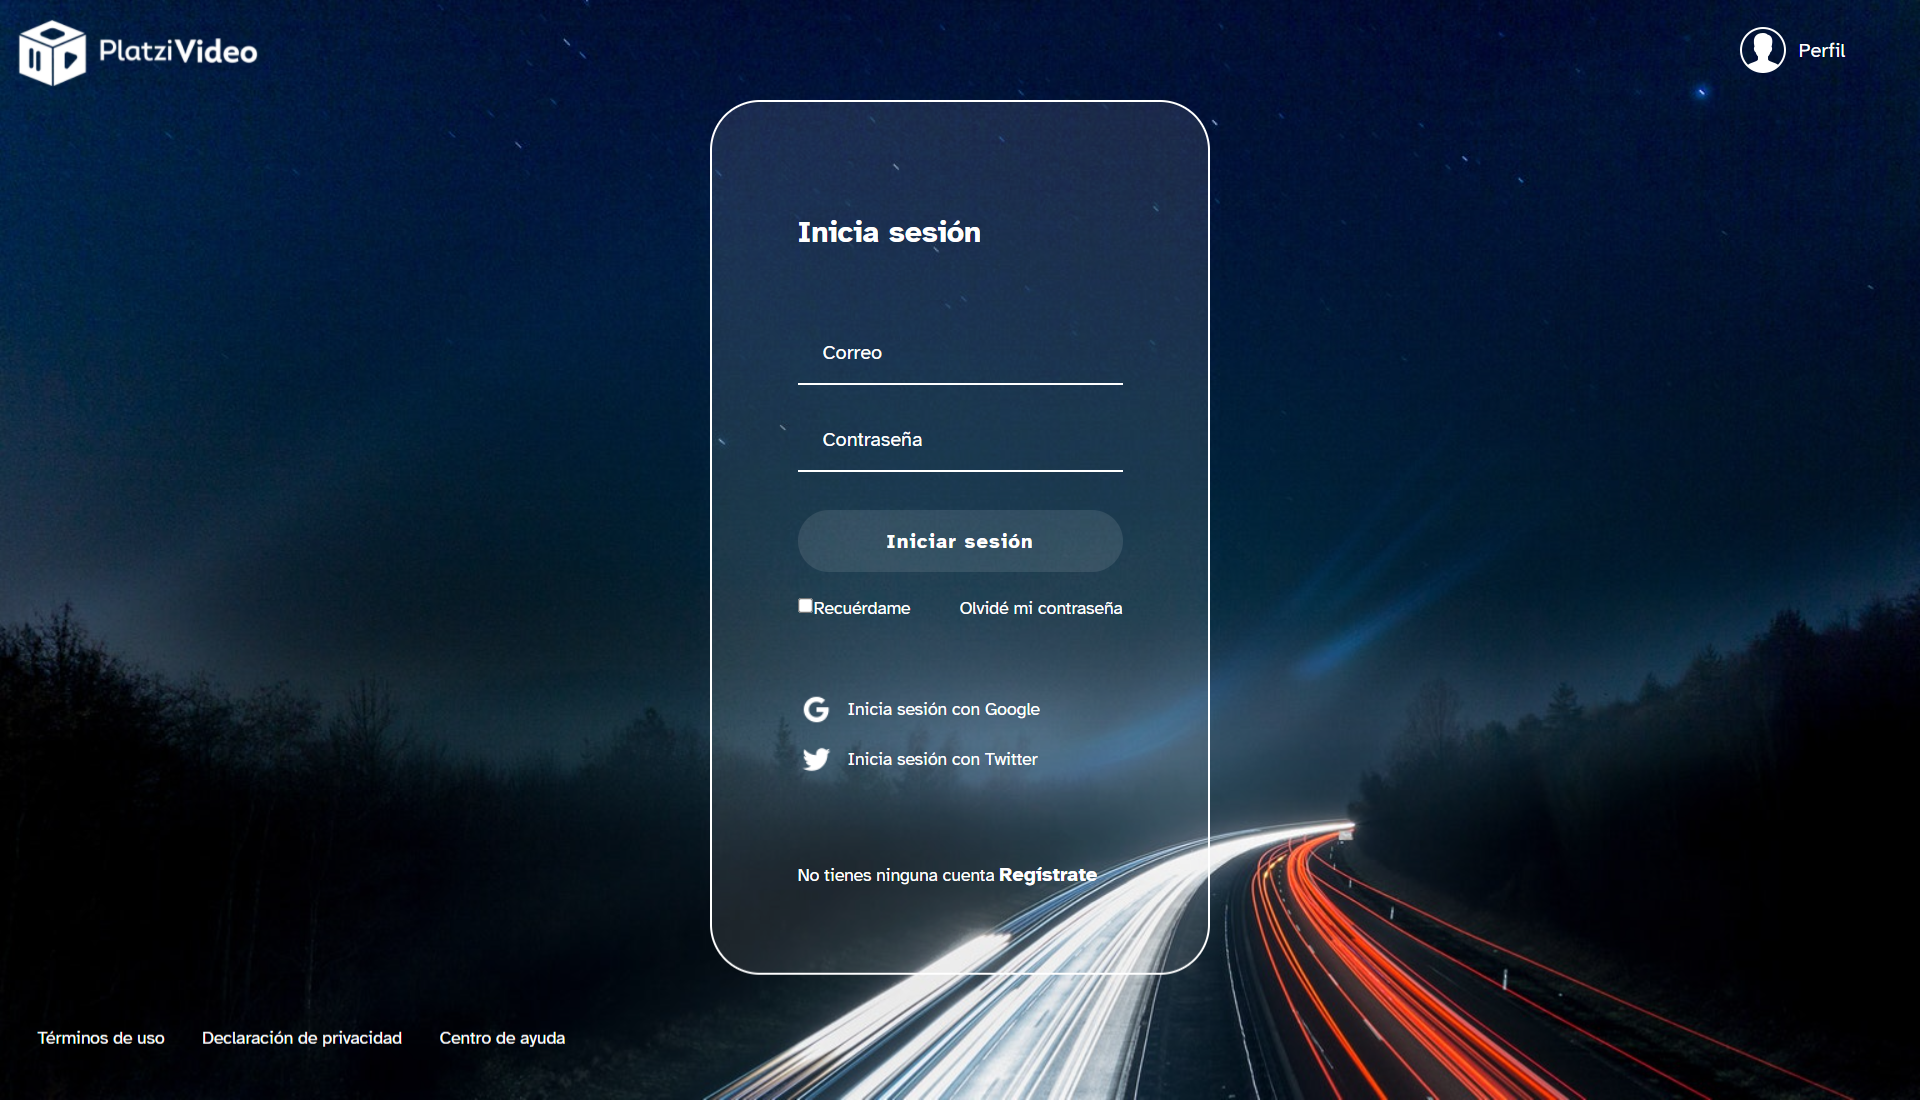 PlatziVideo
Perfil
Inicia sesión
Correo
Contraseña
Iniciar sesión
Recuérdame Olvidé mi contraseña
Inicia sesión con Google
Inicia sesión con Twitter
No tienes ninguna cuenta Regístrate
Términos de uso Declaración de privacidad Centro de ayuda